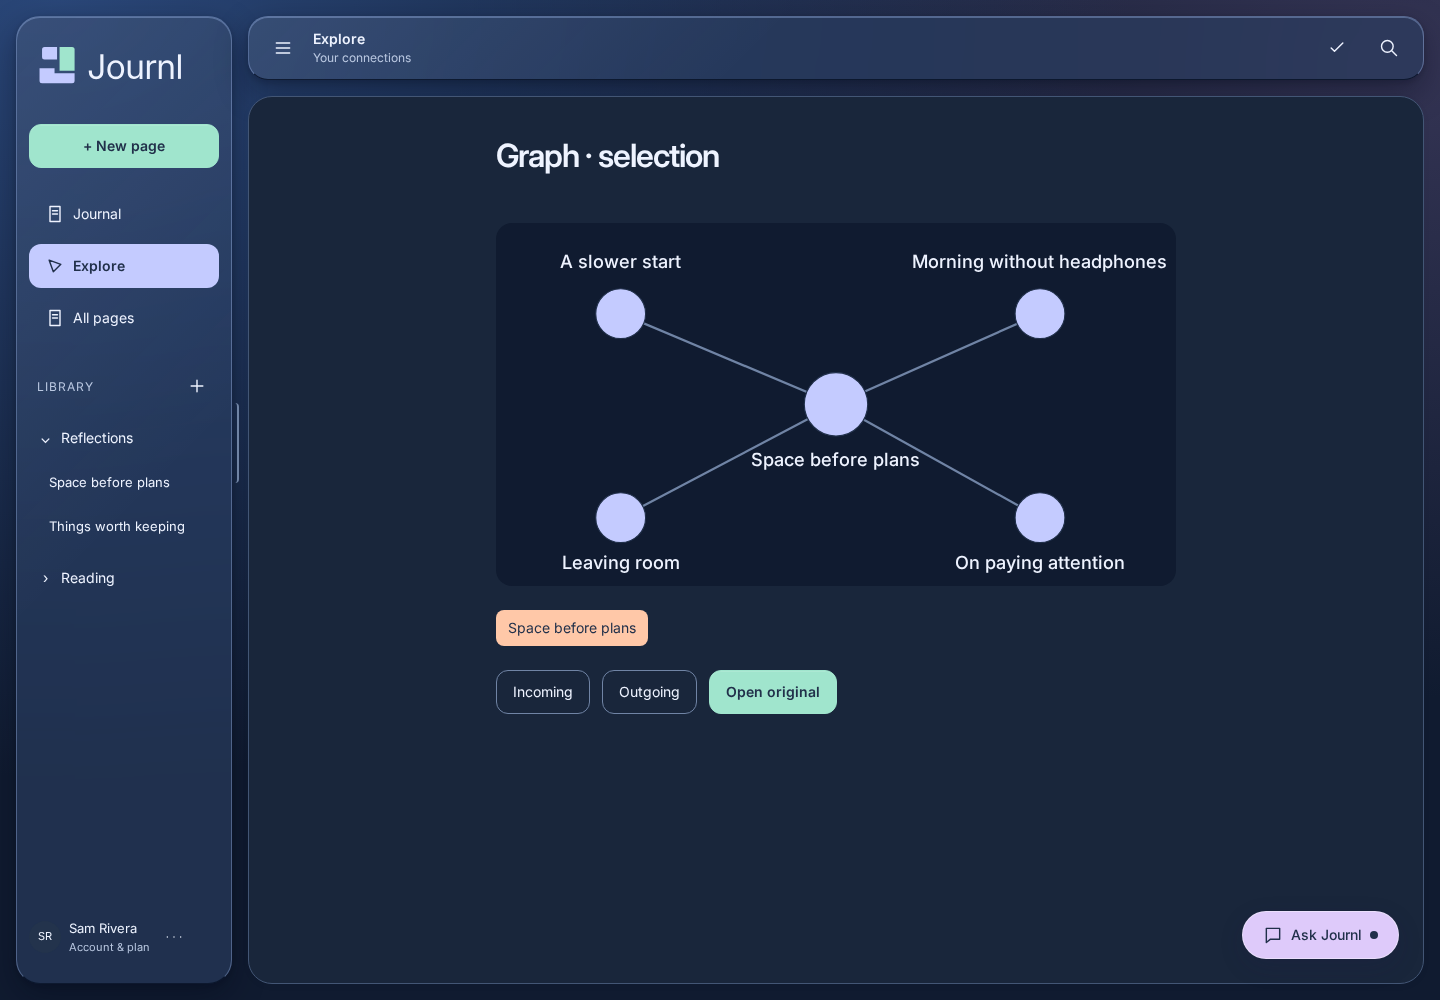 Journl
+ New page
Journal
Explore
All pages
LIBRARY
Reflections
Space before plans
Things worth keeping
Reading
SR
Sam Rivera
Account & plan
...
Explore
Your connections
Graph · selection
A slower start
Morning without headphones
Space before plans
Leaving room
On paying attention
Space before plans
Incoming
Outgoing
Open original
Ask Journl